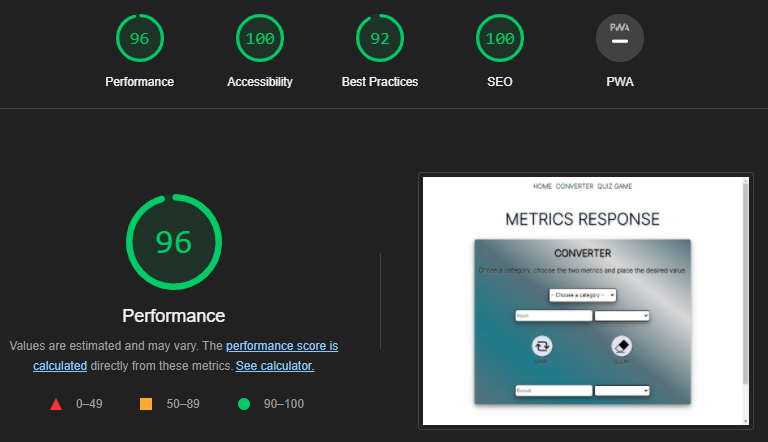 96
100
92
100
PWA
Performance
Accessibility
Best Practices
SEO
PWA
96
Performance
Values are estimated and may vary. The performance score is
calculated directly from these metrics. See calculator.
0–49
50–89
90–100
HOME CONVERTER QUIZ GAME
METRICS RESPONSE
CONVERTER
Choose a category, choose the two metrics and place the desired value.
-- Choose a category --
Input
Result